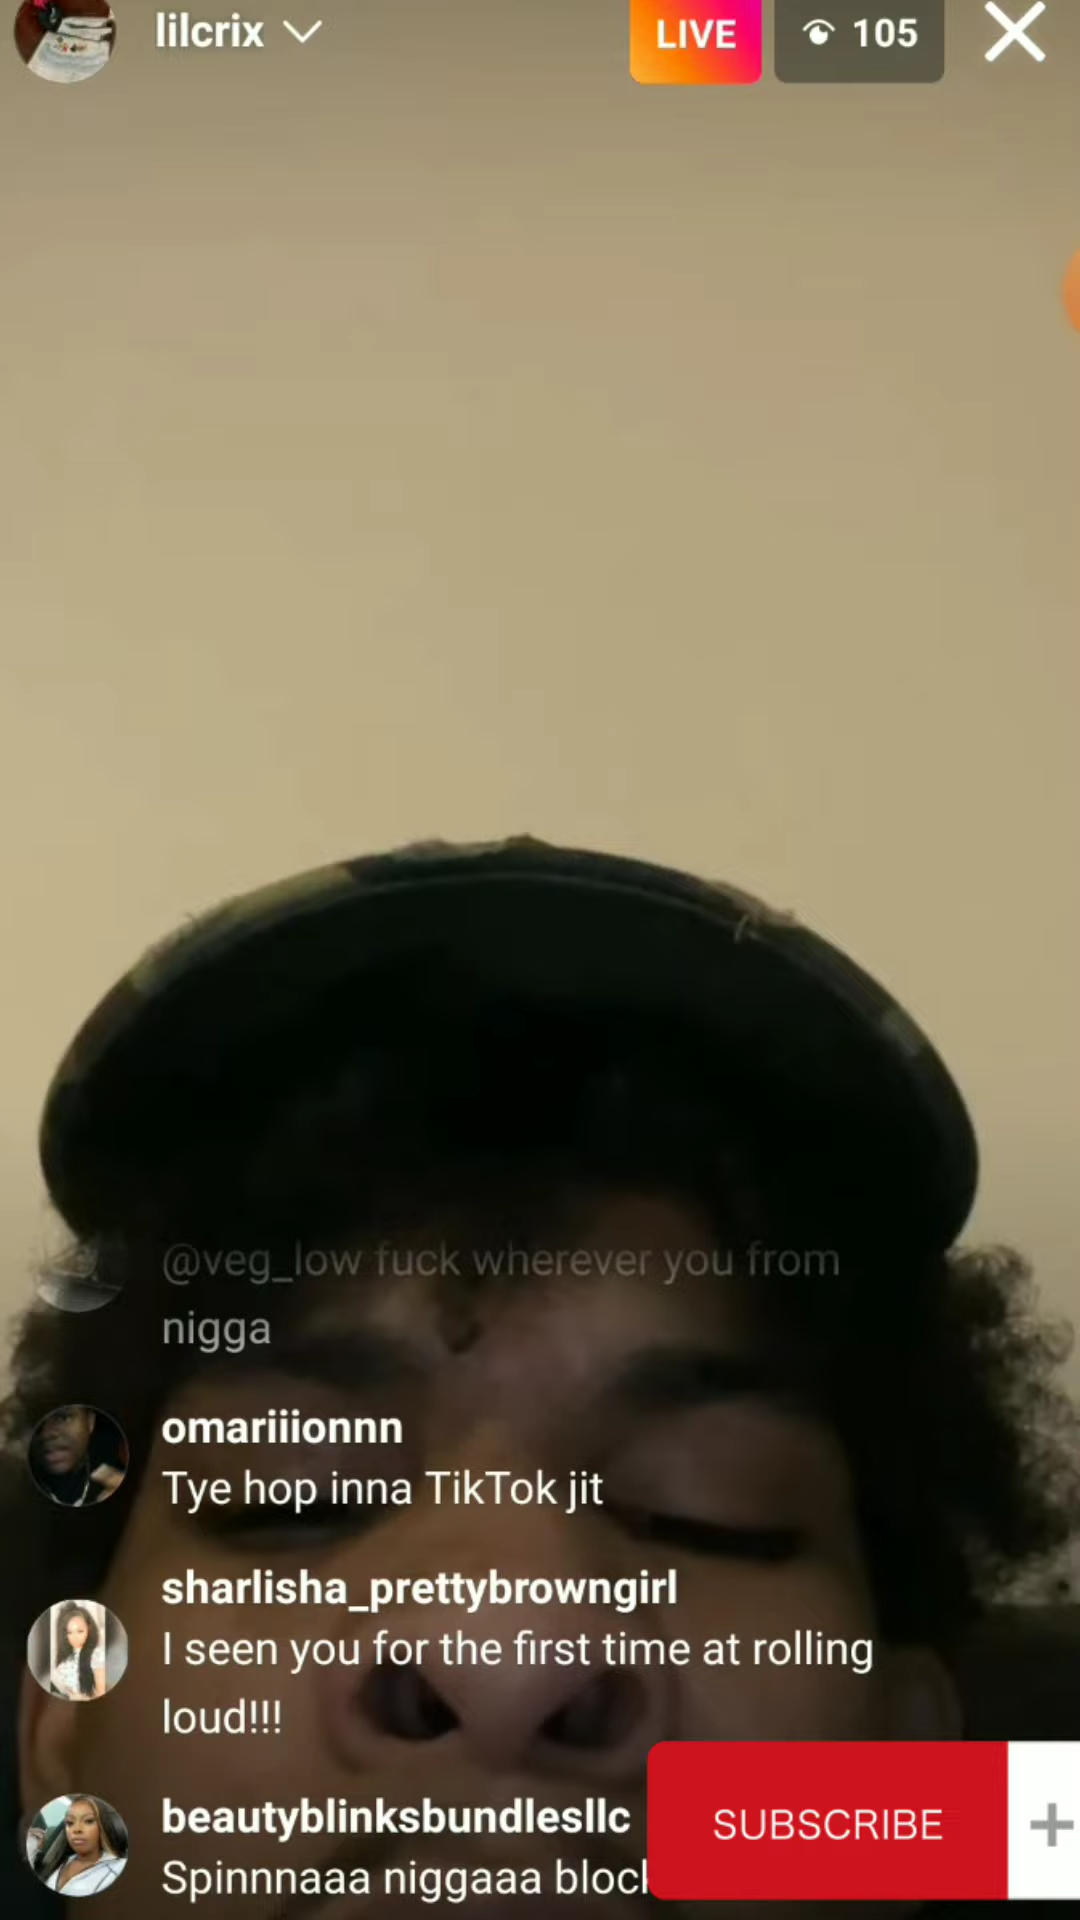 lilcrix
LIVE
105
@veg_low fuck wherever you from
nigga
omariiionnn
Tye hop inna TikTok jit
sharlisha_prettybrowngirl
I seen you for the first time at rolling
loud!!!
beautyblinksbundlesllc
Spinnnaaa niggaaa block
SUBSCRIBE